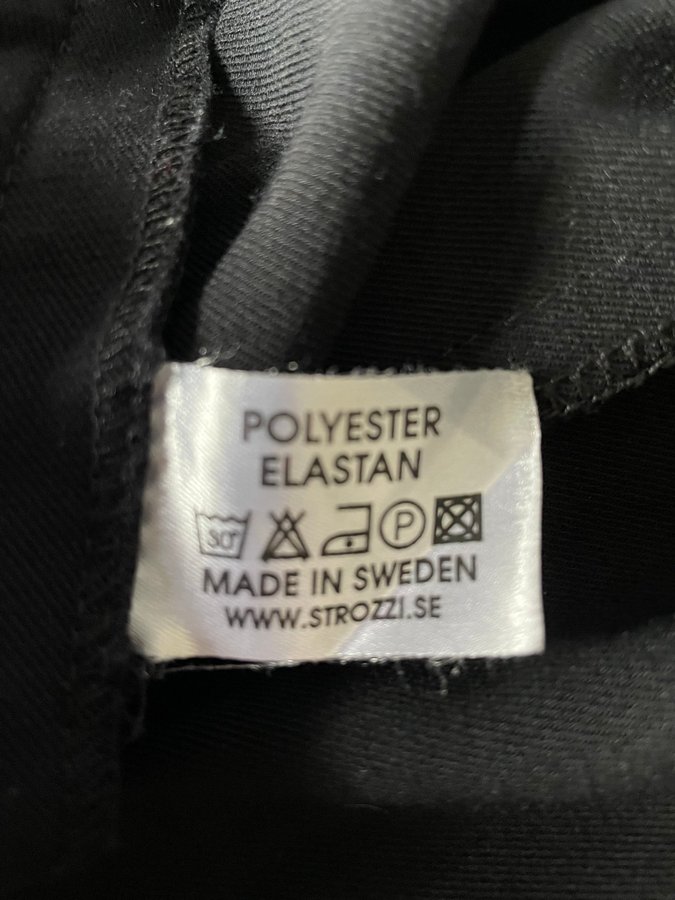 POLYESTER
ELASTAN
30° P
MADE IN SWEDEN
WWW.STROZZI.SE